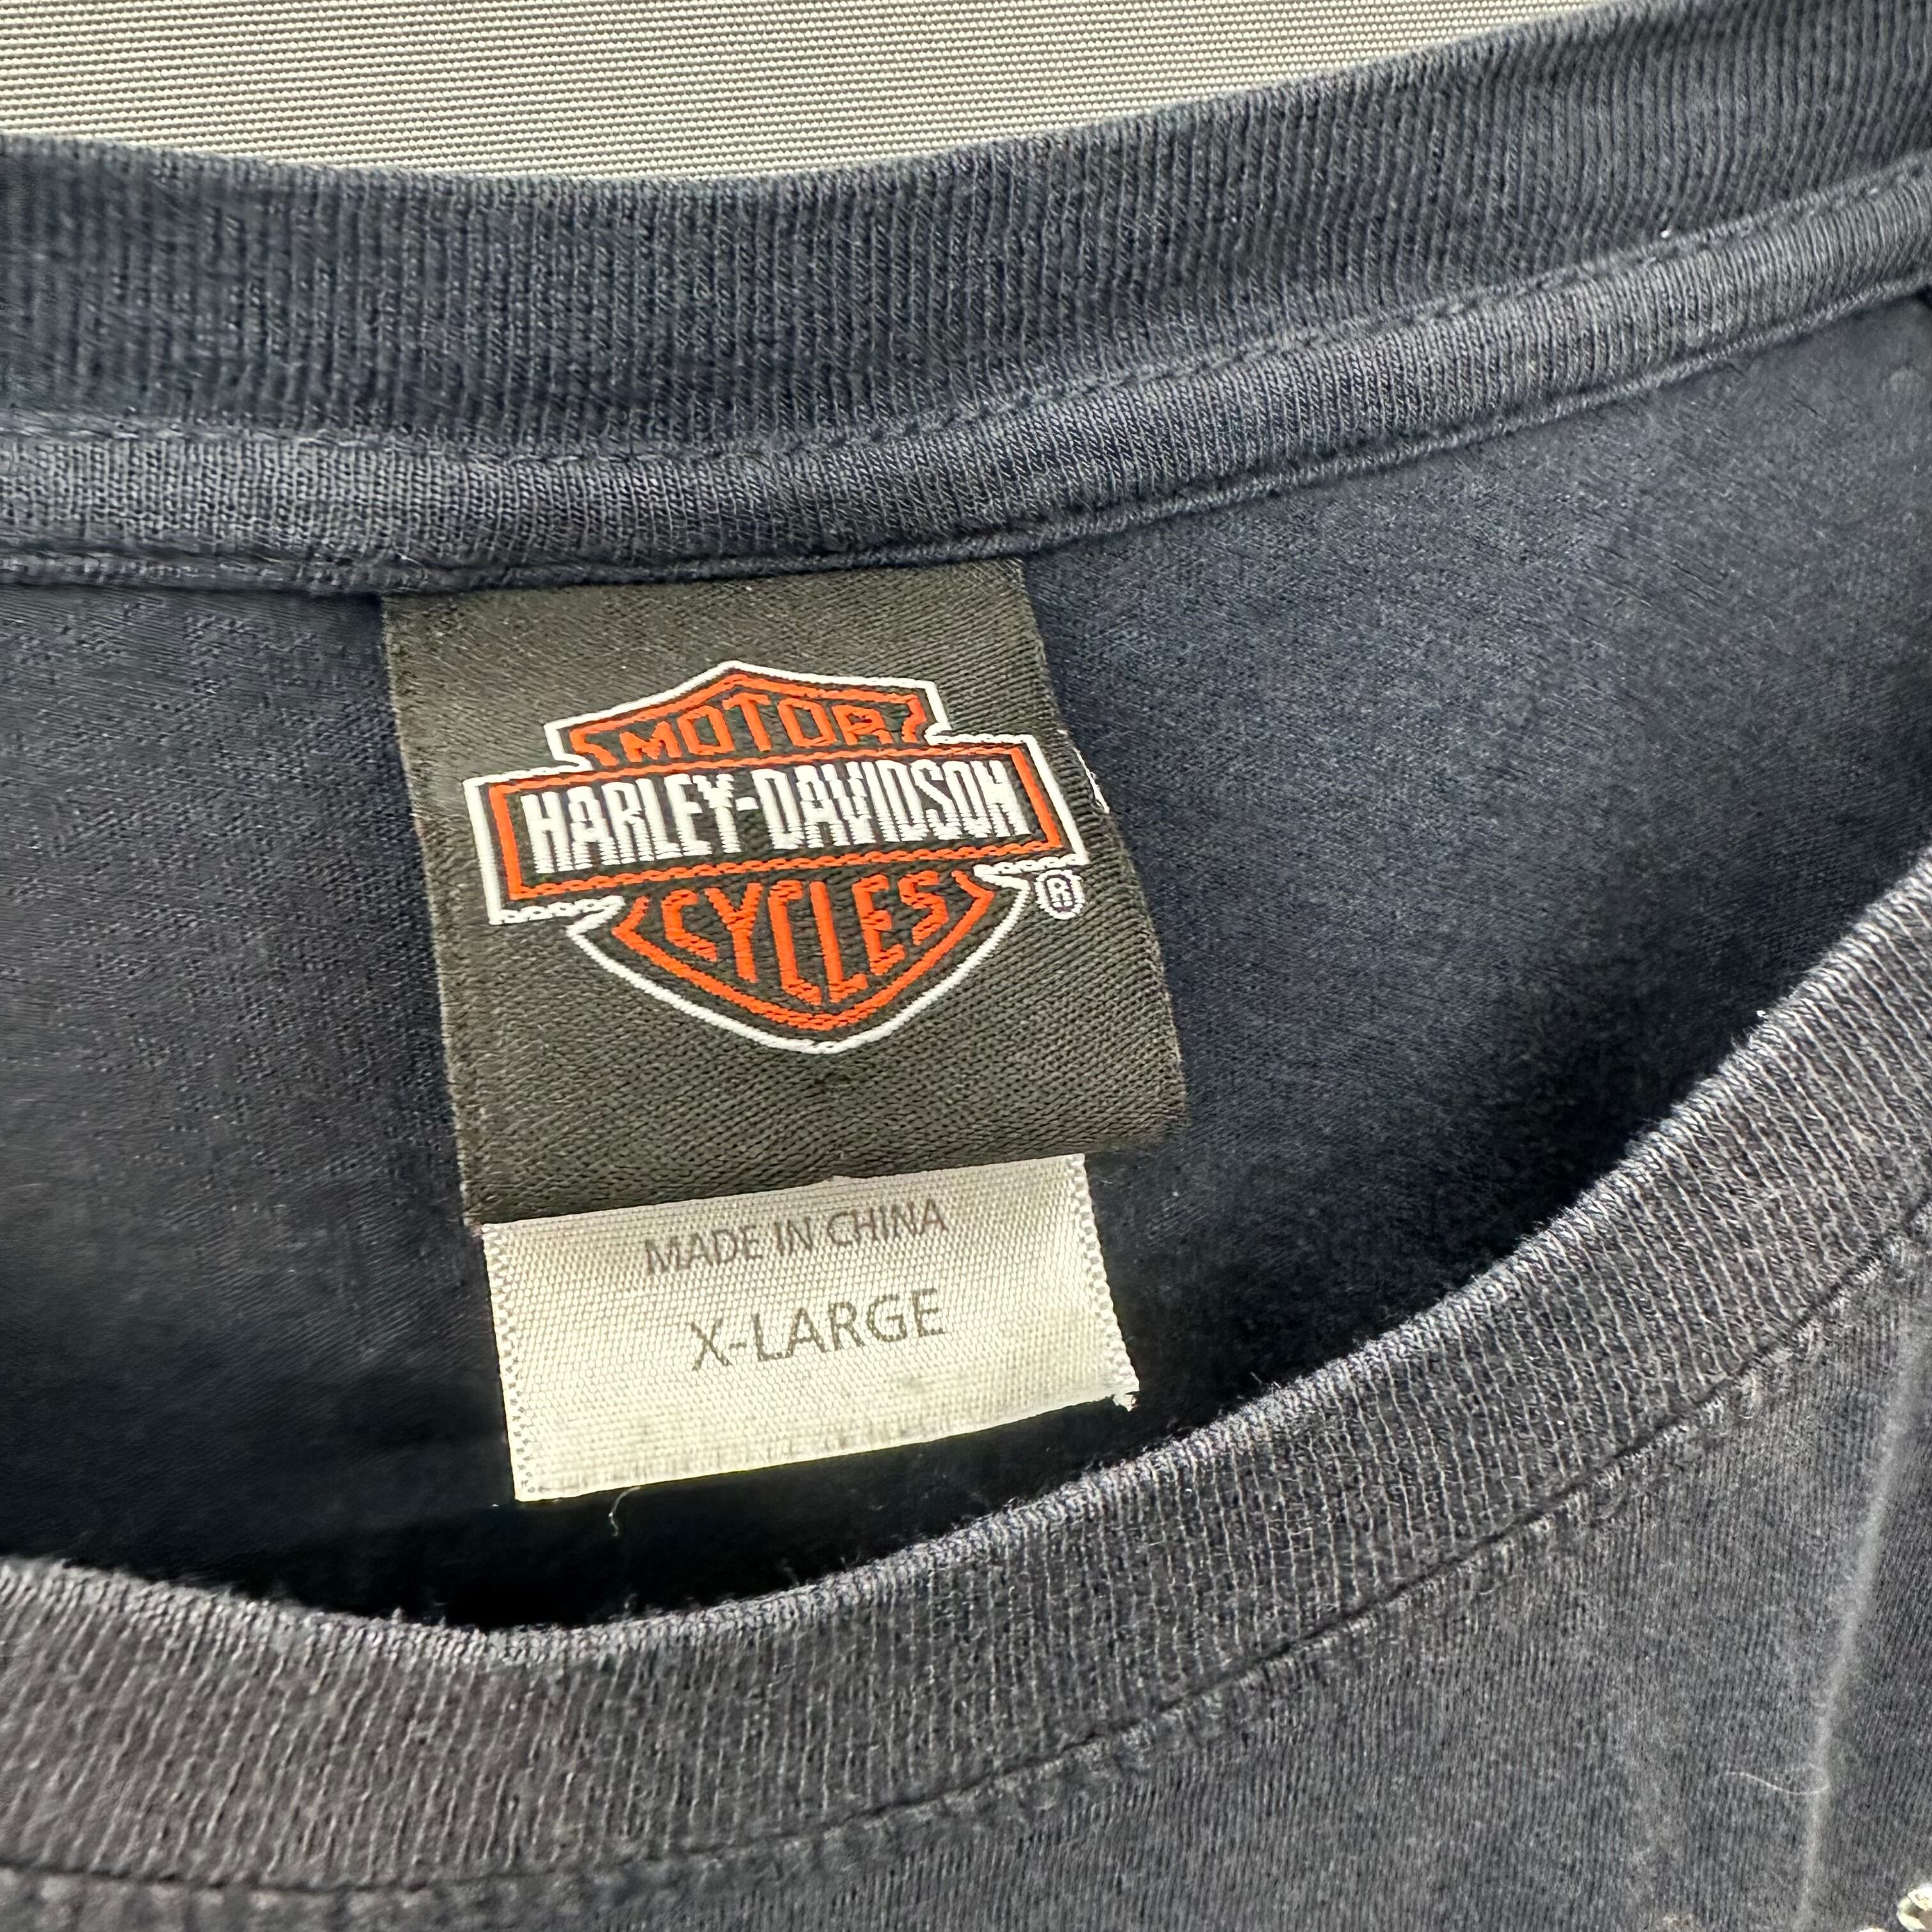 MOTOR
HARLEY-DAVIDSON
CYCLES
®
MADE IN CHINA
X-LARGE